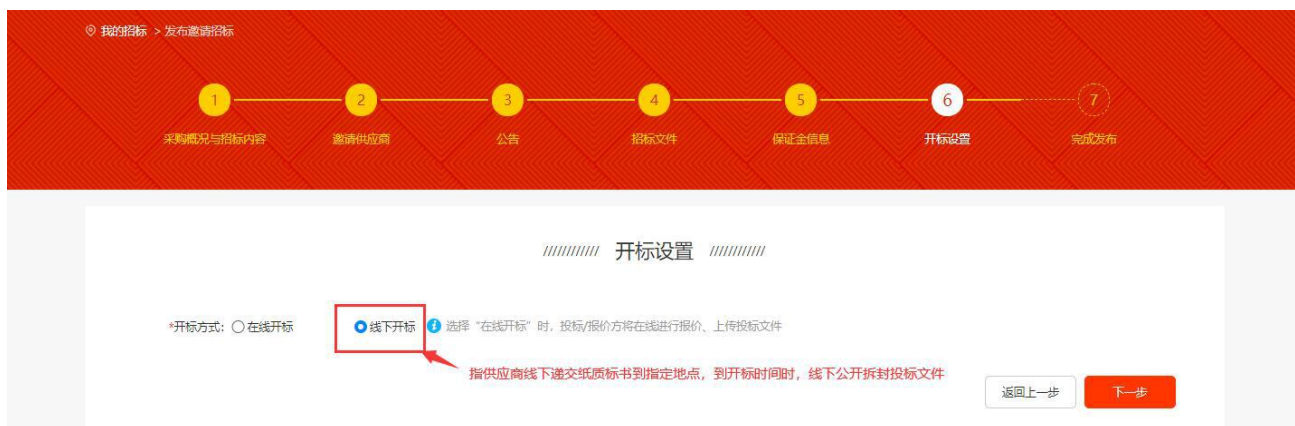 我的招标 > 发布邀请招标
1 2 3 4 5 6 7
采购概况与招标内容 邀请供应商 公告 招标文件 保证金信息 开标设置 完成发布
//////////// 开标设置 ////////////
*开标方式: 在线开标 线下开标 i 选择“在线开标”时，投标/报价方将在线进行报价、上传投标文件
指供应商线下递交纸质标书到指定地点，到开标时间时，线下公开拆封投标文件
返回上一步 下一步